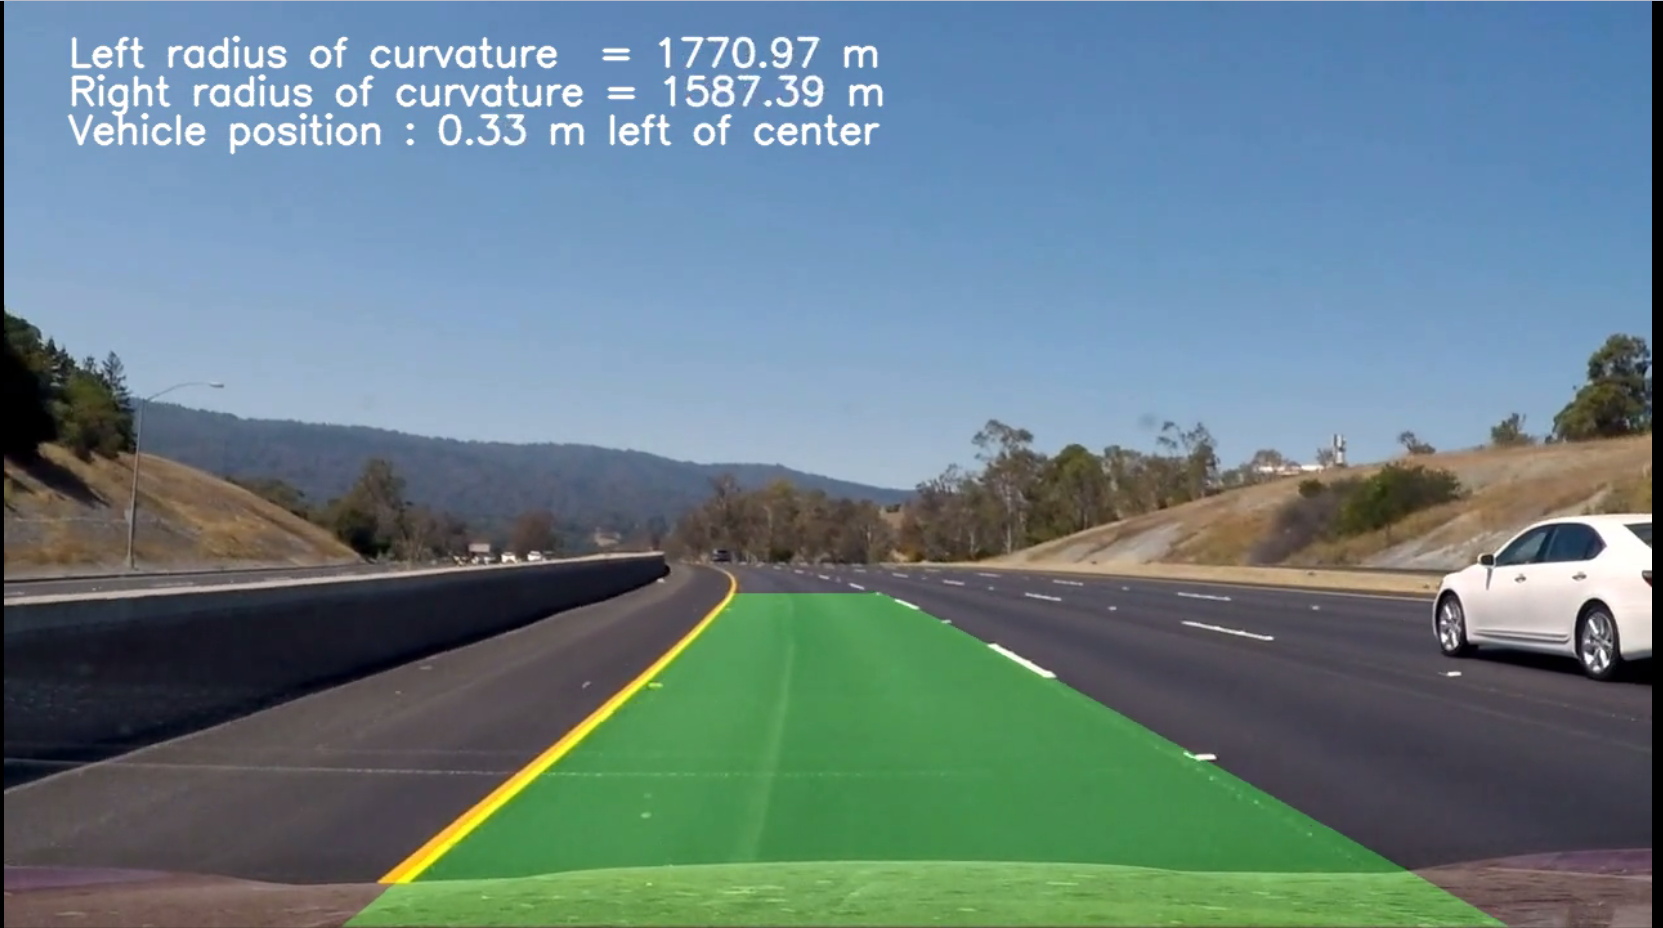 Left radius of curvature = 1770.97 m
Right radius of curvature = 1587.39 m
Vehicle position : 0.33 m left of center